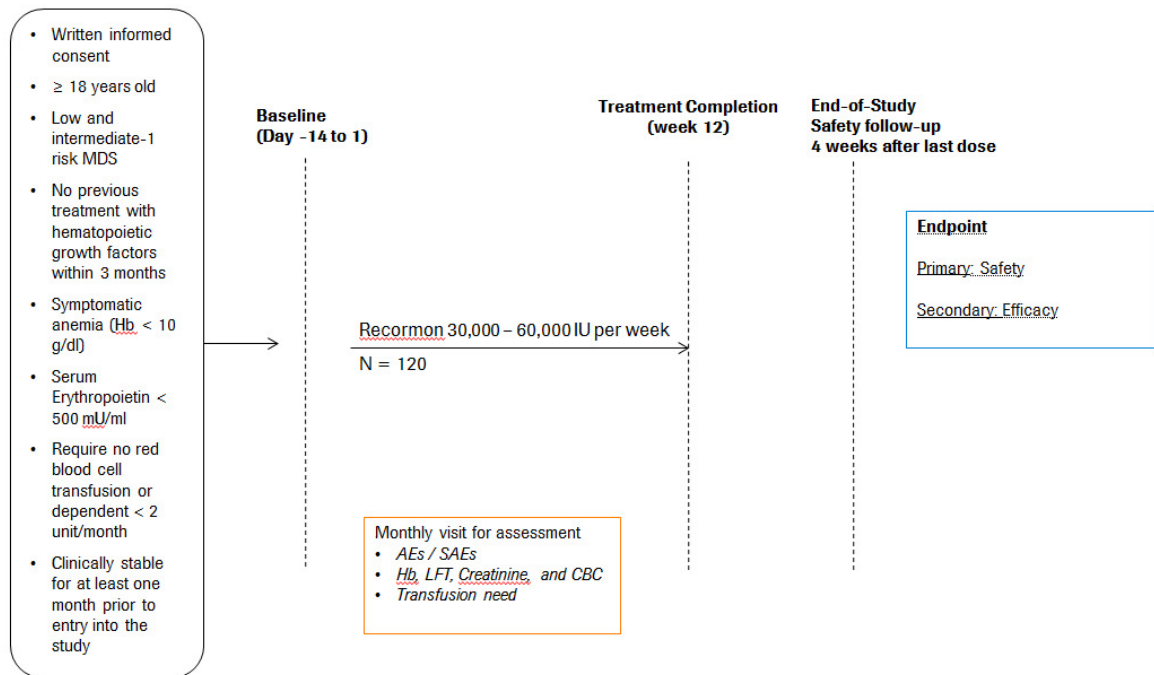 • Written informed
consent
• ≥ 18 years old
• Low and
intermediate-1
risk MDS
• No previous
treatment with
hematopoietic
growth factors
within 3 months
• Symptomatic
anemia (Hb < 10
g/dl)
• Serum
Erythropoietin <
500 mU/ml
• Require no red
blood cell
transfusion or
dependent < 2
unit/month
• Clinically stable
for at least one
month prior to
entry into the
study
Baseline
(Day -14 to 1)
Recormon 30,000 – 60,000 IU per week
N = 120
Monthly visit for assessment
• AEs / SAEs
• Hb, LFT, Creatinine, and CBC
• Transfusion need
Treatment Completion
(week 12)
End-of-Study
Safety follow-up
4 weeks after last dose
Endpoint
Primary: Safety
Secondary: Efficacy